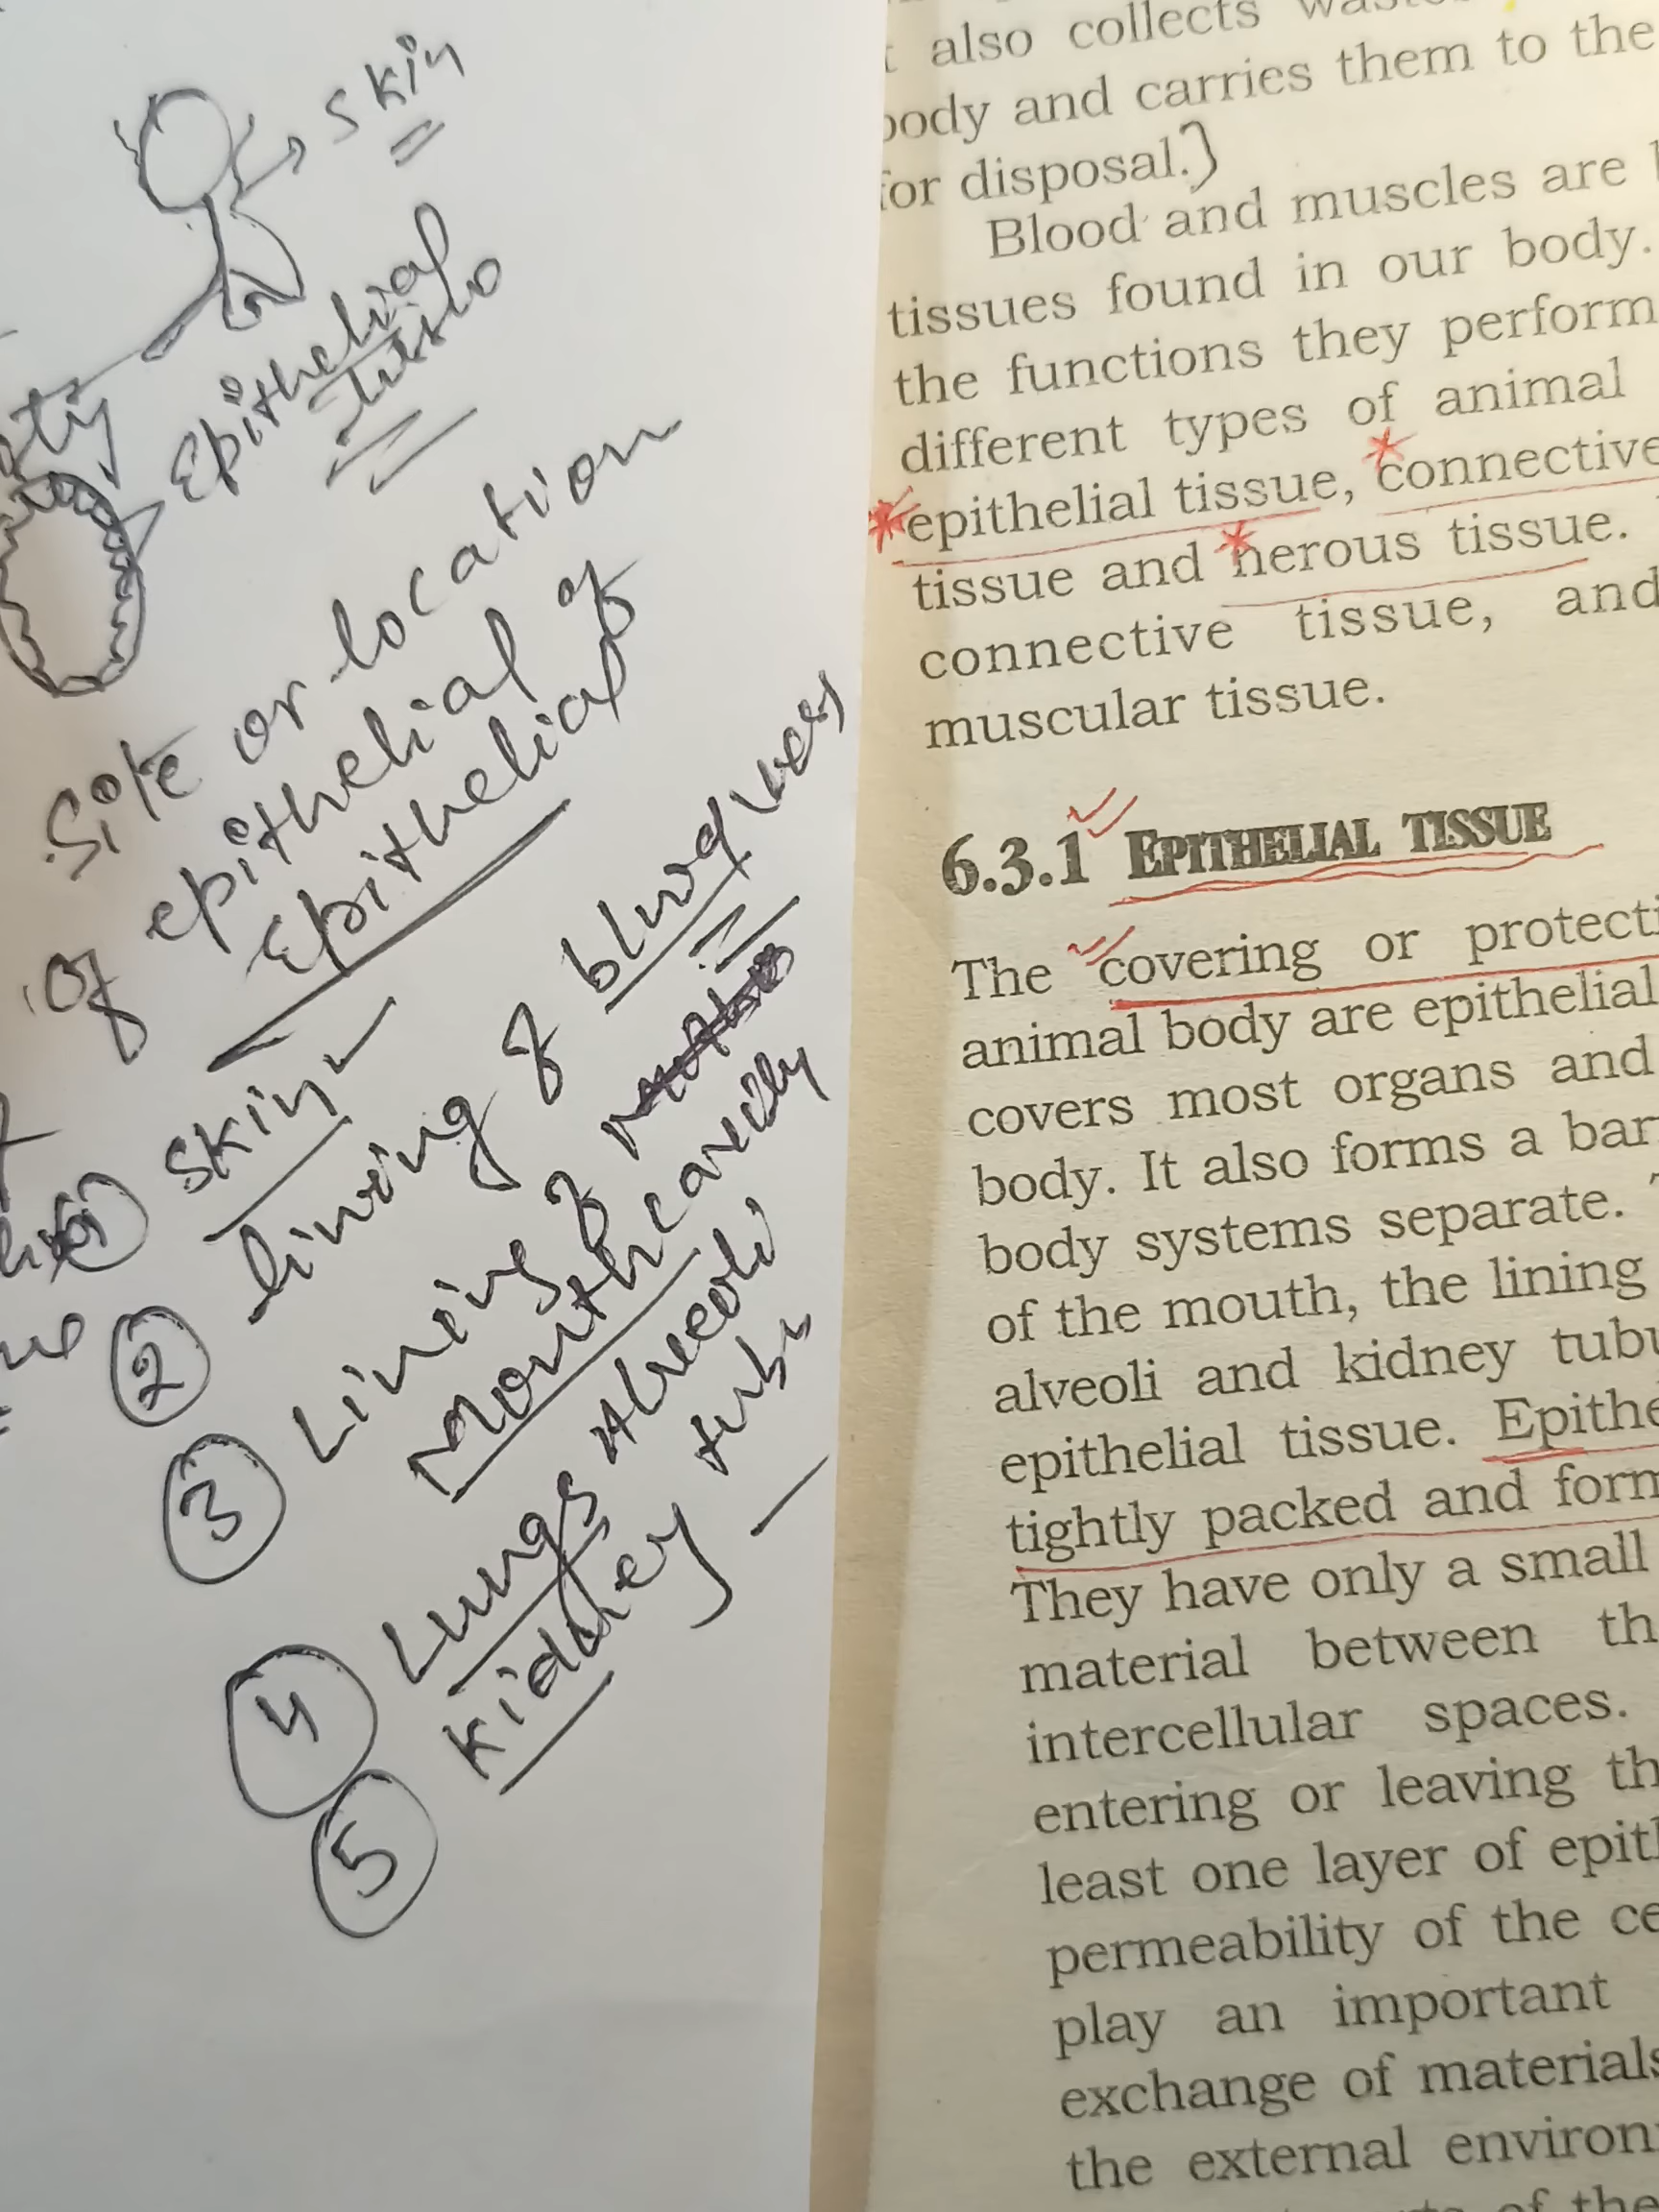 skin
Epithelial
Site or location
of epithelial of
Epithelial
skin
② lining of blood
③ Lining of
Mouth cavity
④ Lungs Alveoli
⑤ Kidney tub
also collects
body and carries them to the
for disposal.)
Blood and muscles are
tissues found in our body.
the functions they perform
different types of animal
*epithelial tissue, *connective
tissue and *nerous tissue.
connective tissue, and
muscular tissue.
6.3.1 EPITHELIAL TISSUE
The covering or protecti
animal body are epithelial
covers most organs and
body. It also forms a bar
body systems separate.
of the mouth, the lining
alveoli and kidney tubu
epithelial tissue. Epithe
tightly packed and form
They have only a small
material between th
intercellular spaces.
entering or leaving th
least one layer of epith
permeability of the ce
play an important
exchange of materials
the external environ
of the